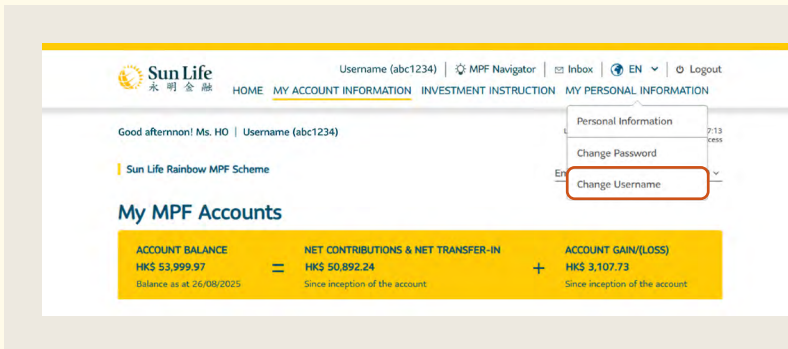 Sun Life
永明金融
Username (abc1234) | MPF Navigator | Inbox | EN | Logout
HOME MY ACCOUNT INFORMATION INVESTMENT INSTRUCTION MY PERSONAL INFORMATION
Good afternnon! Ms. HO | Username (abc1234)
Personal Information
7:13
cess
Change Password
Sun Life Rainbow MPF Scheme
Change Username
My MPF Accounts
ACCOUNT BALANCE
HK$ 53,999.97
Balance as at 26/08/2025
=
NET CONTRIBUTIONS & NET TRANSFER-IN
HK$ 50,892.24
Since inception of the account
+
ACCOUNT GAIN/(LOSS)
HK$ 3,107.73
Since inception of the account